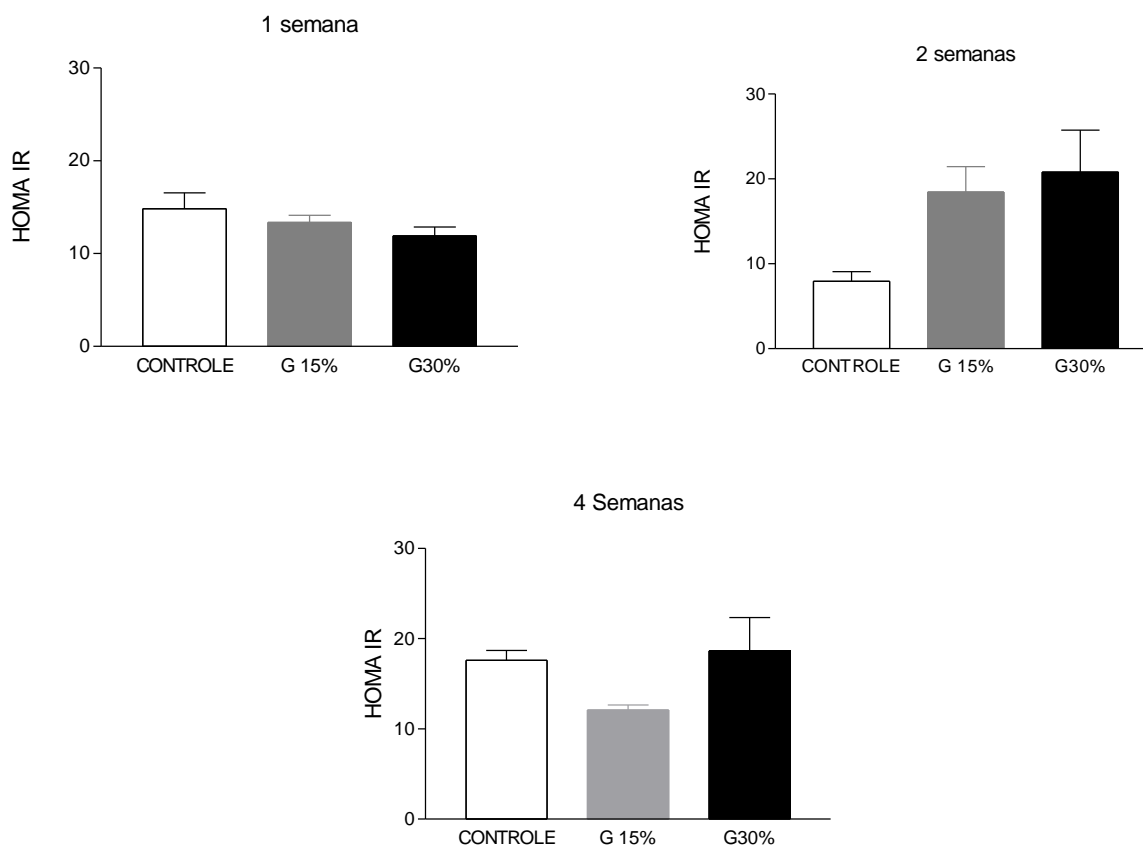 1 semana
30
20
10
0
HOMA IR
CONTROLE G 15% G30%
2 semanas
30
20
10
0
HOMA IR
CONTROLE G 15% G30%
4 Semanas
30
20
10
0
HOMA IR
CONTROLE G 15% G30%